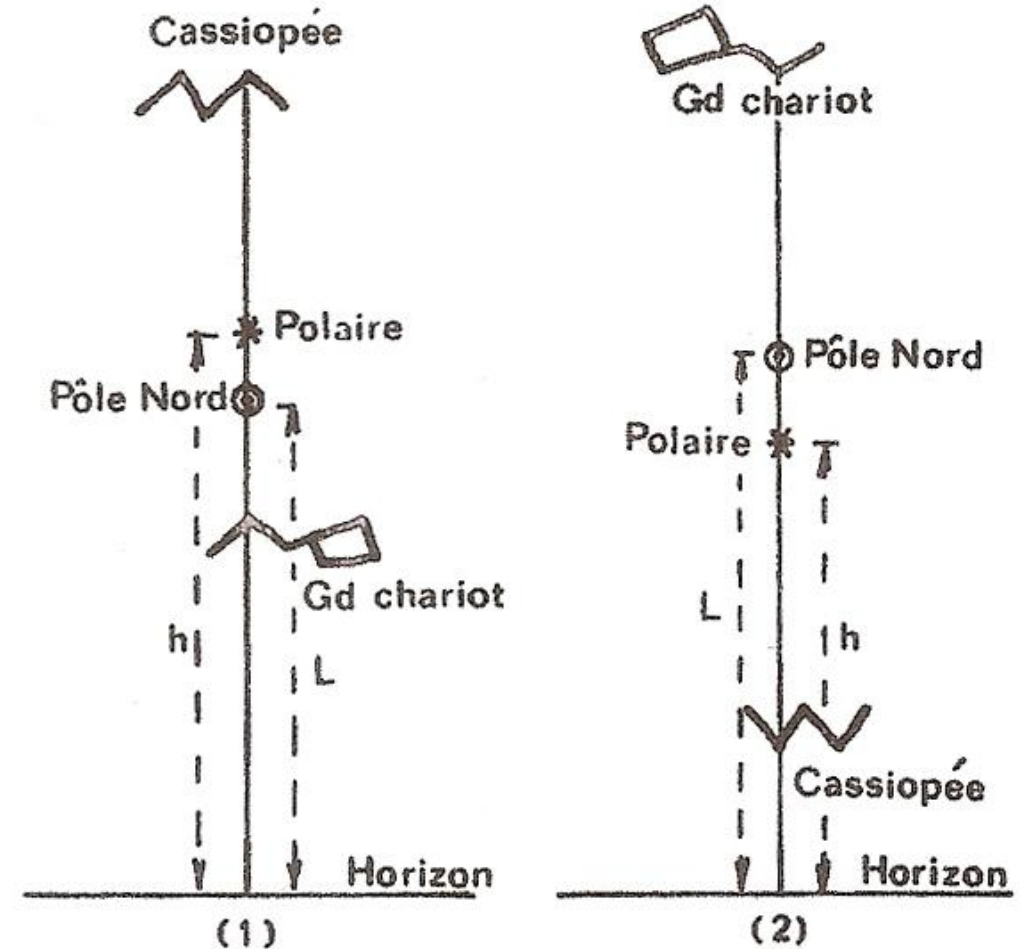 Cassiopée
Polaire
Pôle Nord
Gd chariot
h
L
Horizon
(1)
Gd chariot
Pôle Nord
Polaire
L
h
Cassiopée
Horizon
(2)